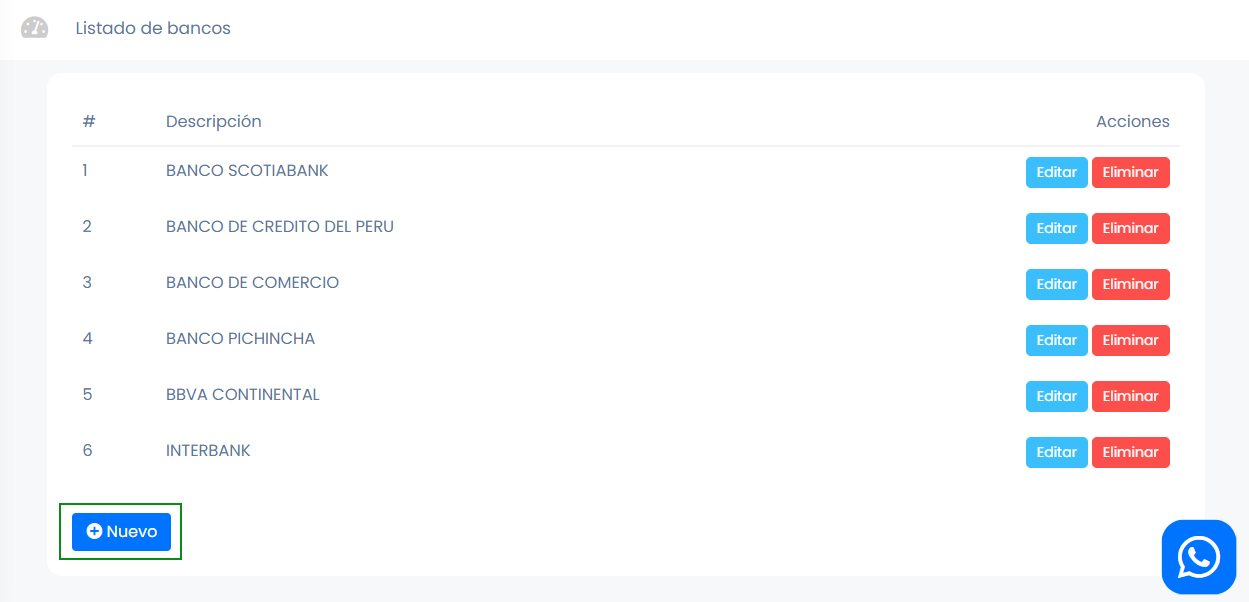 Listado de bancos
# Descripción Acciones
1 BANCO SCOTIABANK Editar Eliminar
2 BANCO DE CREDITO DEL PERU Editar Eliminar
3 BANCO DE COMERCIO Editar Eliminar
4 BANCO PICHINCHA Editar Eliminar
5 BBVA CONTINENTAL Editar Eliminar
6 INTERBANK Editar Eliminar
Nuevo